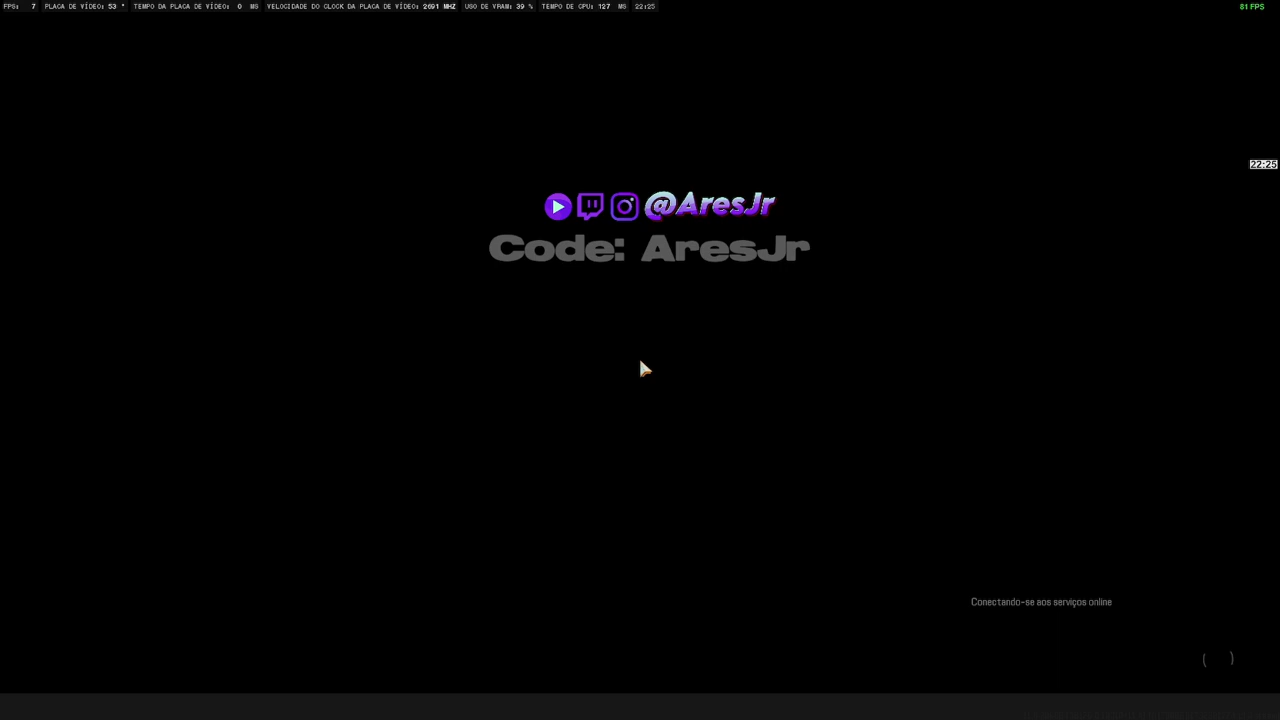 FPS: 7 PLACA DE VÍDEO: 53 ° TEMPO DA PLACA DE VÍDEO: 0 MS VELOCIDADE DO CLOCK DA PLACA DE VÍDEO: 2691 MHZ USO DE VRAM: 39 % TEMPO DE CPU: 127 MS 22:25
81 FPS
22:25
@AresJr
Code: AresJr
Conectando-se aos serviços online